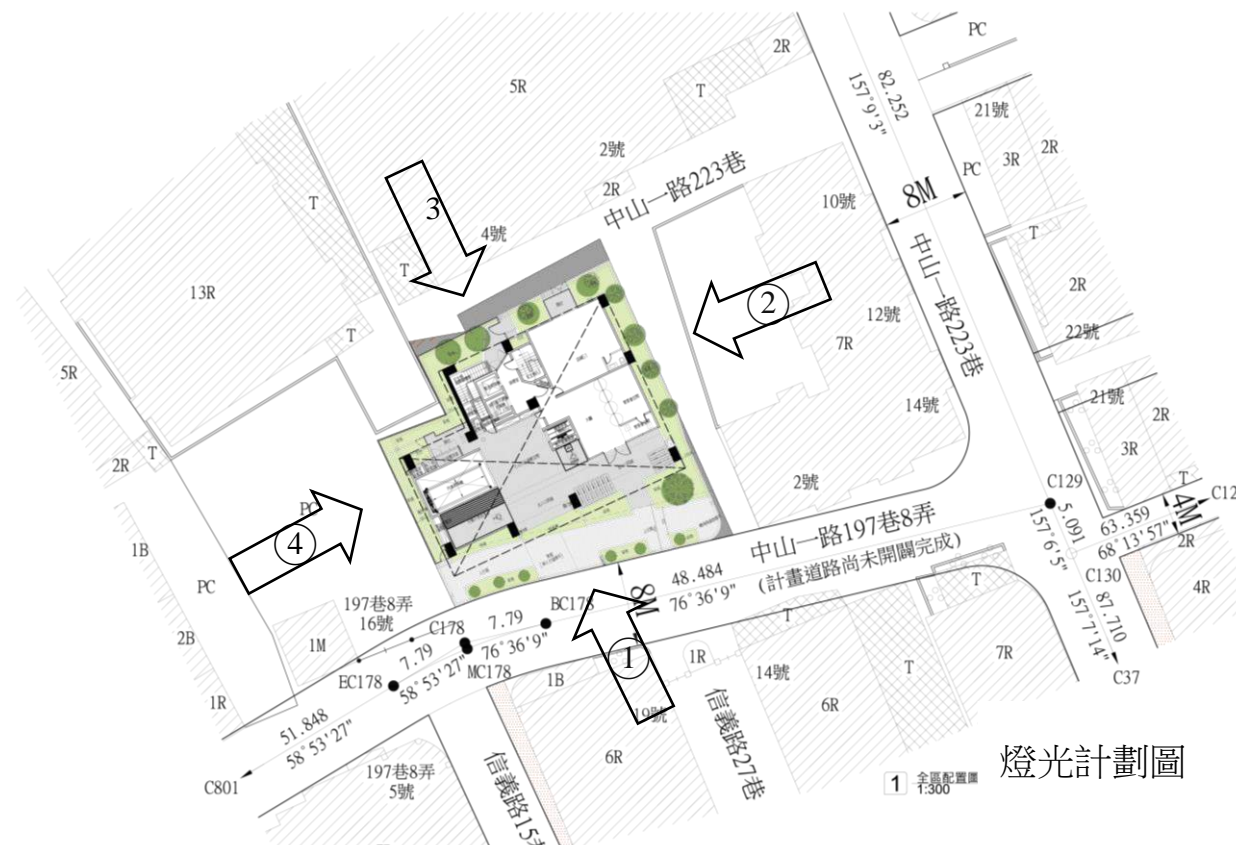 PC
2R
82.252
157°9'3"
5R
T
21號
3R
2R
PC
2號
2R
中山一路223巷
10號
8M
3
4號
T
T
中山一路223巷
T
2R
13R
②
12號
22號
7R
T
5R
21號
2R
3R
14號
2R
T
C129
2號
T
C12
63.359
4M
68°13'57"
5.091
157°6'5"
2R
PC
④
中山一路197巷8弄
(計畫道路尚未開闢完成)
48.484
76°36'9"
8M
1B
PC
C130
87.710
157°7'14"
4R
197巷8弄
16號
BC178
7.79
76°36'9"
C178
T
T
2B
1M
7.79
58°53'27"
MC178
①
1R
14號
T
7R
C37
EC178
1B
1R
51.848
58°53'27"
19號
6R
6R
信義路27巷
C801
197巷8弄
5號
信義路15巷
1 全區配置圖
1:300
燈光計劃圖